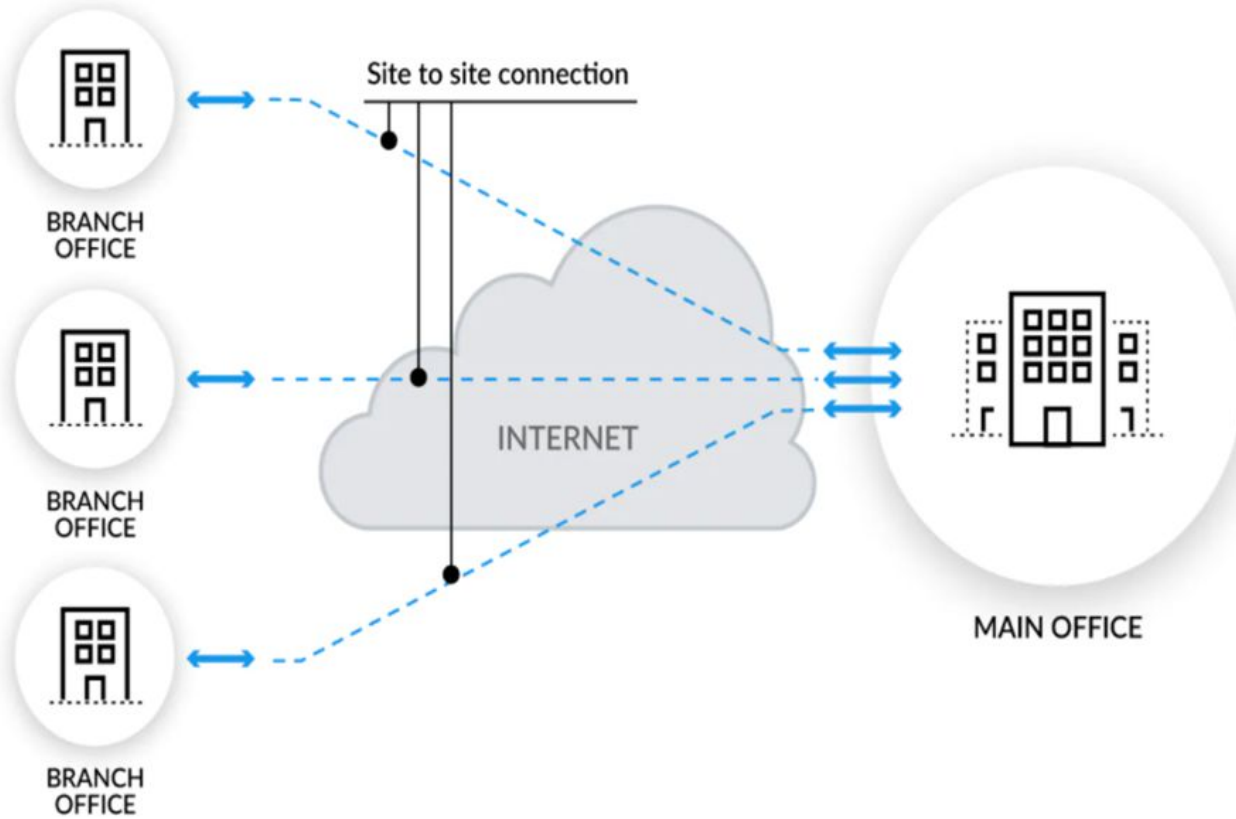 Site to site connection
BRANCH
OFFICE
BRANCH
OFFICE
INTERNET
MAIN OFFICE
BRANCH
OFFICE